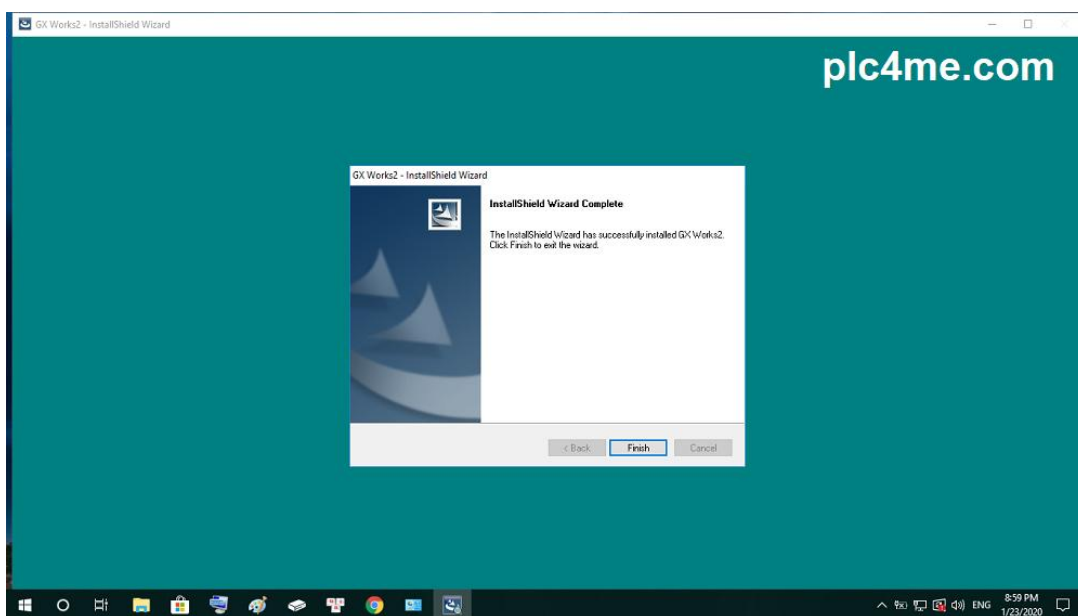 GX Works2 - InstallShield Wizard
plc4me.com
GX Works2 - InstallShield Wizard
InstallShield Wizard Complete
The InstallShield Wizard has successfully installed GX Works2.
Click Finish to exit the wizard.
< Back
Finish
Cancel
ENG
8:59 PM
1/23/2020